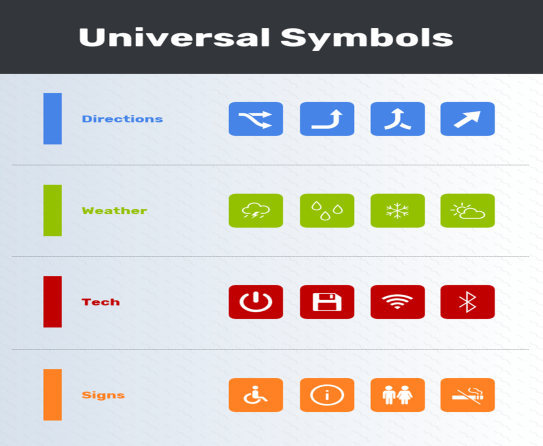 Universal Symbols
Directions
Weather
Tech
Signs